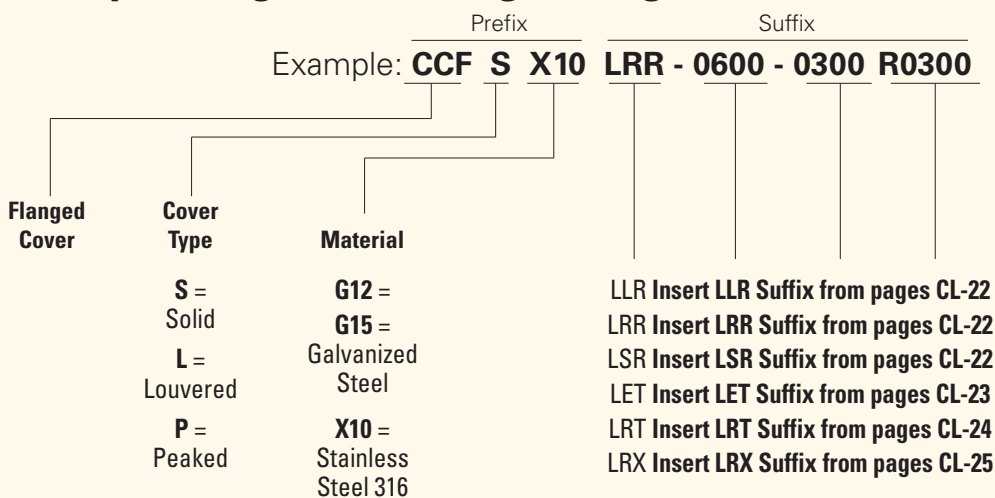 Prefix Suffix
Example: CCF S X10 LRR - 0600 - 0300 R0300
Flanged
Cover
Cover
Type
Material
S =
Solid
L =
Louvered
P =
Peaked
G12 =
G15 =
Galvanized
Steel
X10 =
Stainless
Steel 316
LLR Insert LLR Suffix from pages CL-22
LRR Insert LRR Suffix from pages CL-22
LSR Insert LSR Suffix from pages CL-22
LET Insert LET Suffix from pages CL-23
LRT Insert LRT Suffix from pages CL-24
LRX Insert LRX Suffix from pages CL-25